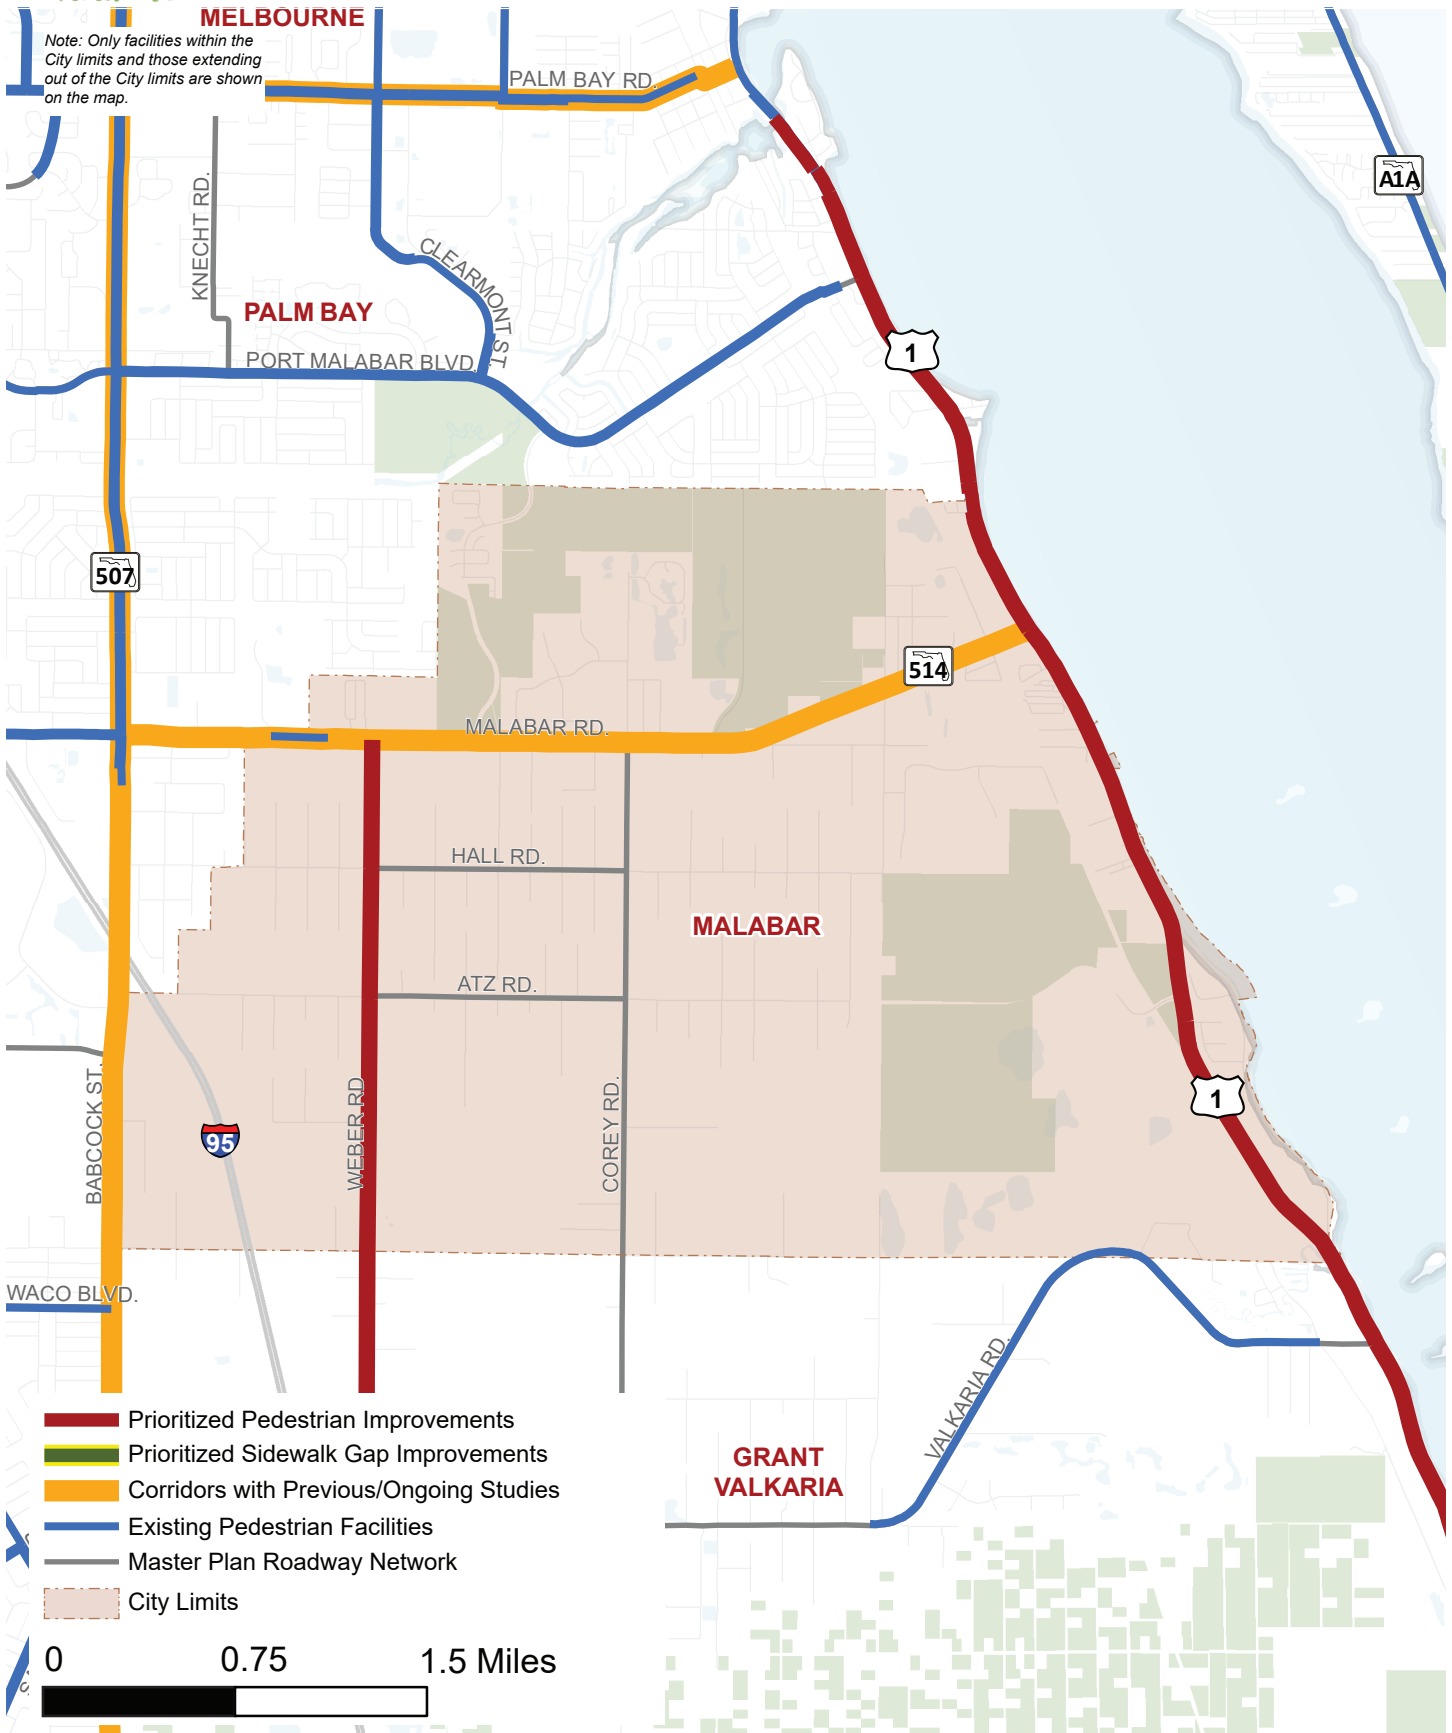 MELBOURNE
Note: Only facilities within the
City limits and those extending
out of the City limits are shown
on the map.
PALM BAY RD.
A1A
KNECHT RD.
CLEARMONT ST.
PALM BAY
1
PORT MALABAR BLVD.
507
514
MALABAR RD.
HALL RD.
MALABAR
ATZ RD.
BABCOCK ST.
95
WEBER RD
COREY RD.
1
WACO BLVD.
VALKARIA RD.
GRANT
VALKARIA
Prioritized Pedestrian Improvements
Prioritized Sidewalk Gap Improvements
Corridors with Previous/Ongoing Studies
Existing Pedestrian Facilities
Master Plan Roadway Network
City Limits
0 0.75 1.5 Miles